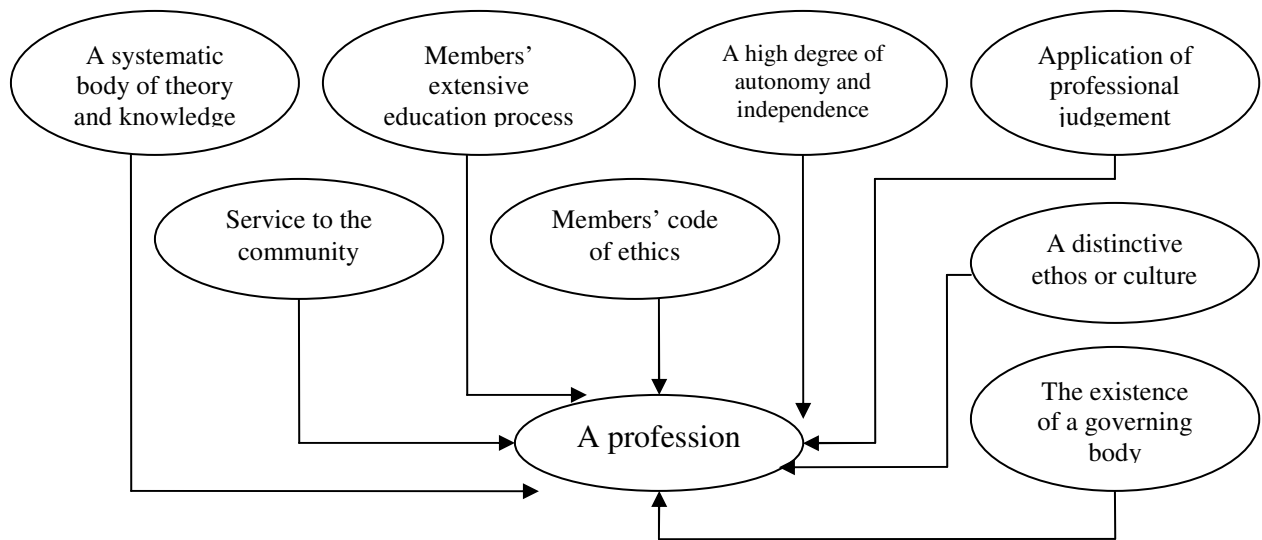 A systematic
body of theory
and knowledge
Members’
extensive
education process
A high degree of
autonomy and
independence
Application of
professional
judgement
Service to the
community
Members’ code
of ethics
A distinctive
ethos or culture
The existence
of a governing
body
A profession